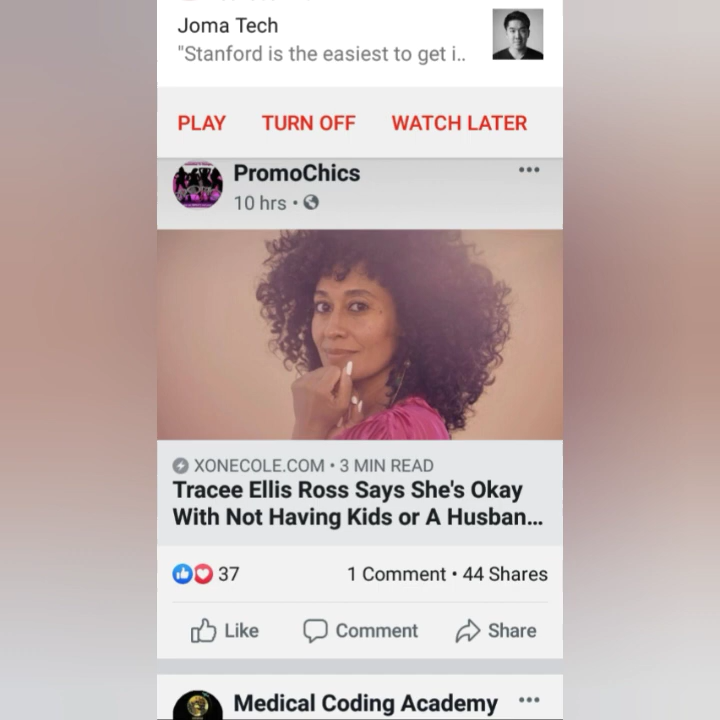 Joma Tech
"Stanford is the easiest to get i..
PLAY TURN OFF WATCH LATER
PromoChics
10 hrs •
XONECOLE.COM • 3 MIN READ
Tracee Ellis Ross Says She's Okay
With Not Having Kids or A Husban...
37 1 Comment • 44 Shares
Like Comment Share
Medical Coding Academy